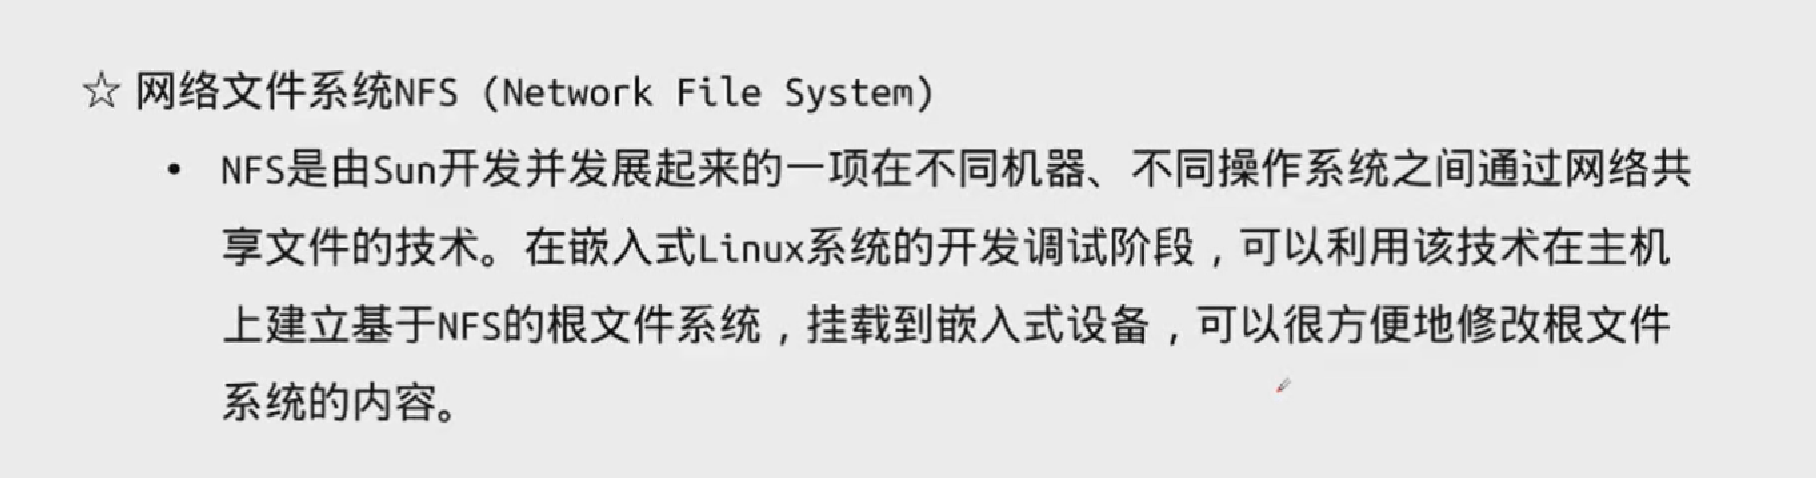 ☆ 网络文件系统NFS (Network File System)
• NFS是由Sun开发并发展起来的一项在不同机器、不同操作系统之间通过网络共
享文件的技术。在嵌入式Linux系统的开发调试阶段，可以利用该技术在主机
上建立基于NFS的根文件系统，挂载到嵌入式设备，可以很方便地修改根文件
系统的内容。